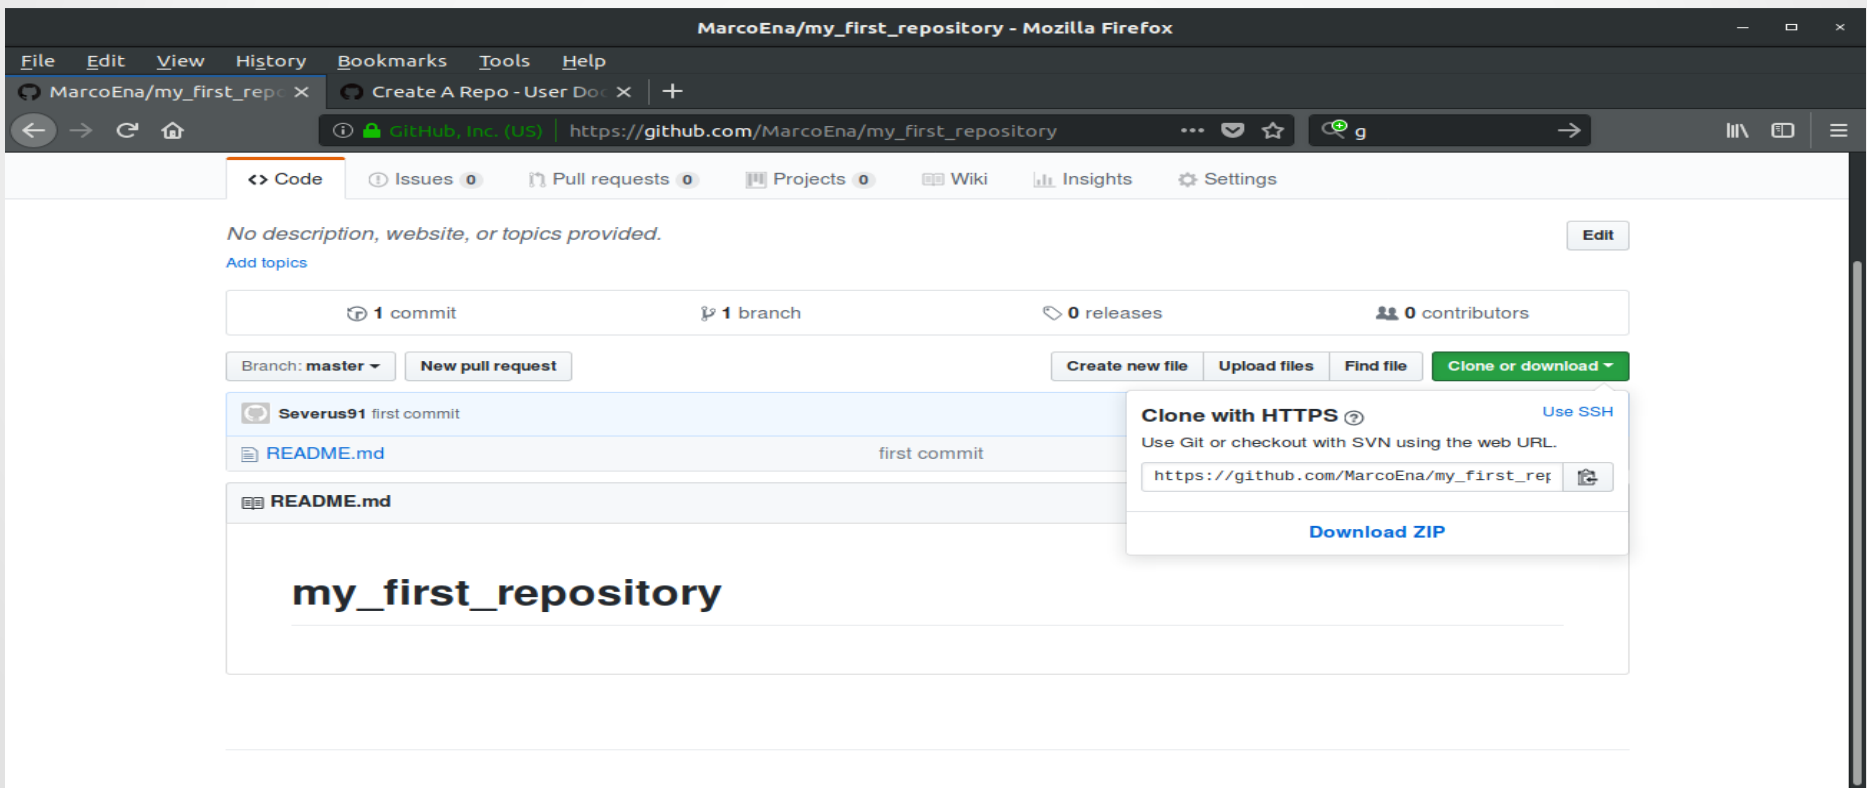 MarcoEna/my_first_repository - Mozilla Firefox
File Edit View History Bookmarks Tools Help
MarcoEna/my_first_repo Create A Repo - User Doc
GitHub, Inc. (US) https://github.com/MarcoEna/my_first_repository g
Code Issues 0 Pull requests 0 Projects 0 Wiki Insights Settings
No description, website, or topics provided. Edit
Add topics
1 commit 1 branch 0 releases 0 contributors
Branch: master New pull request Create new file Upload files Find file Clone or download
Severus91 first commit
README.md first commit
Clone with HTTPS Use SSH
Use Git or checkout with SVN using the web URL.
https://github.com/MarcoEna/my_first_rep
Download ZIP
README.md
my_first_repository